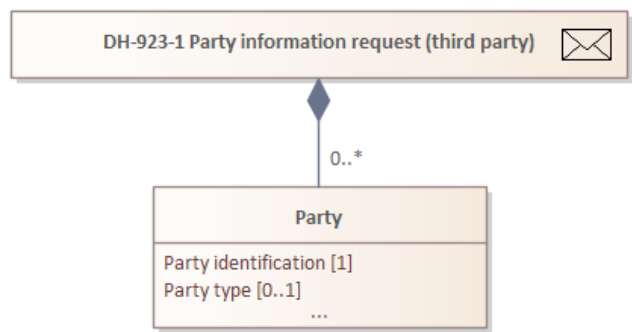 DH-923-1 Party information request (third party)
0..*
Party
Party identification [1]
Party type [0..1]
...